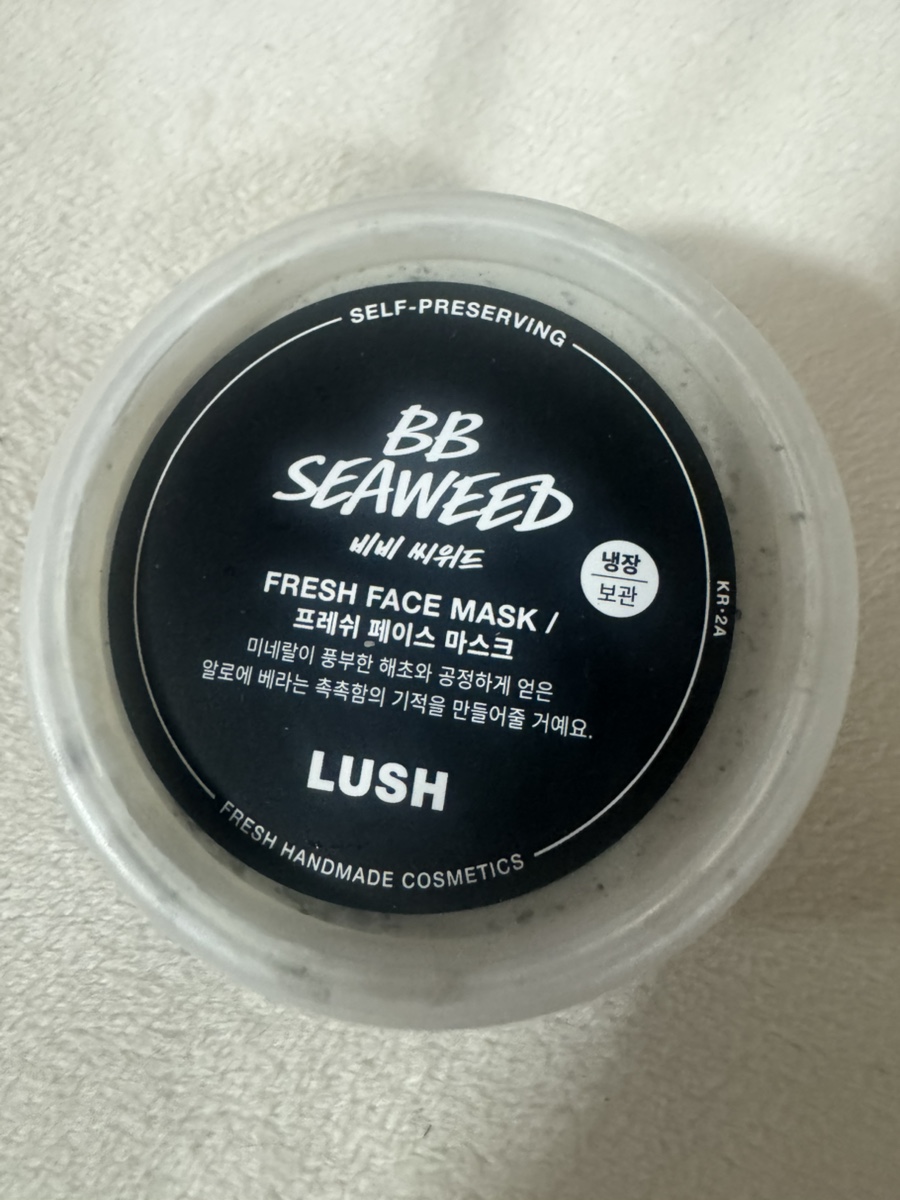 SELF-PRESERVING
BB
SEAWEED
비비 씨위드
냉장
보관
FRESH FACE MASK /
프레쉬 페이스 마스크
미네랄이 풍부한 해초와 공정하게 얻은
알로에 베라는 촉촉함의 기적을 만들어줄 거예요.
KR·2A
LUSH
FRESH HANDMADE COSMETICS